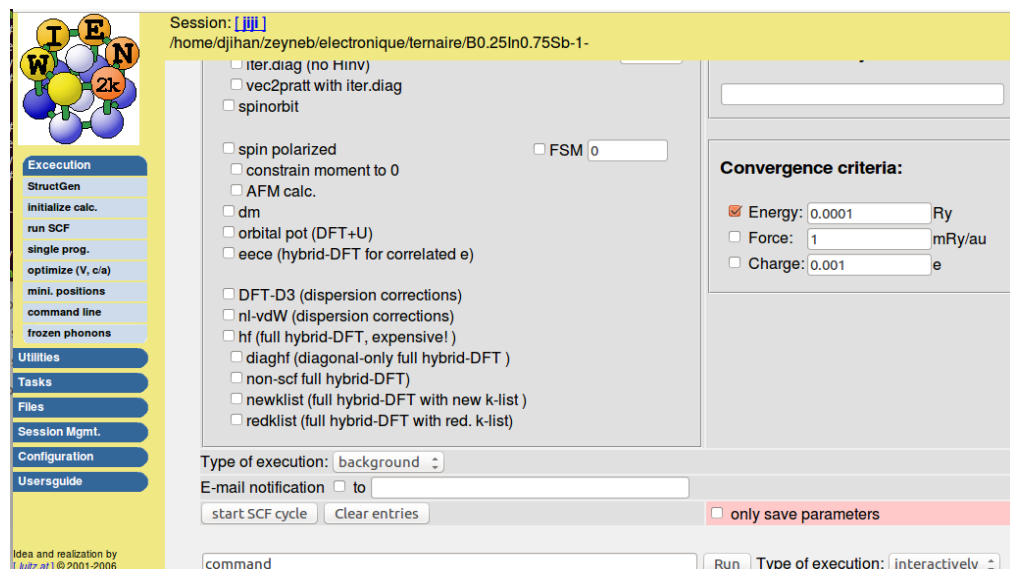 W I E N 2k
Session: [ jiji ]
/home/djihan/zeyneb/electronique/ternaire/B0.25In0.75Sb-1-
Excecution
StructGen
initialize calc.
run SCF
single prog.
optimize (V, c/a)
mini. positions
command line
frozen phonons
Utilities
Tasks
Files
Session Mgmt.
Configuration
Usersguide
Idea and realization by
[ luitz.at ] © 2001-2006
iter.diag (no HInv)
vec2pratt with iter.diag
spinorbit
spin polarized
FSM 0
constrain moment to 0
AFM calc.
dm
orbital pot (DFT+U)
eece (hybrid-DFT for correlated e)
DFT-D3 (dispersion corrections)
nl-vdW (dispersion corrections)
hf (full hybrid-DFT, expensive! )
diaghf (diagonal-only full hybrid-DFT )
non-scf full hybrid-DFT)
newklist (full hybrid-DFT with new k-list )
redklist (full hybrid-DFT with red. k-list)
Convergence criteria:
Energy: 0.0001 Ry
Force: 1 mRy/au
Charge: 0.001 e
Type of execution: background
E-mail notification to
start SCF cycle Clear entries
only save parameters
command Run Type of execution: interactively